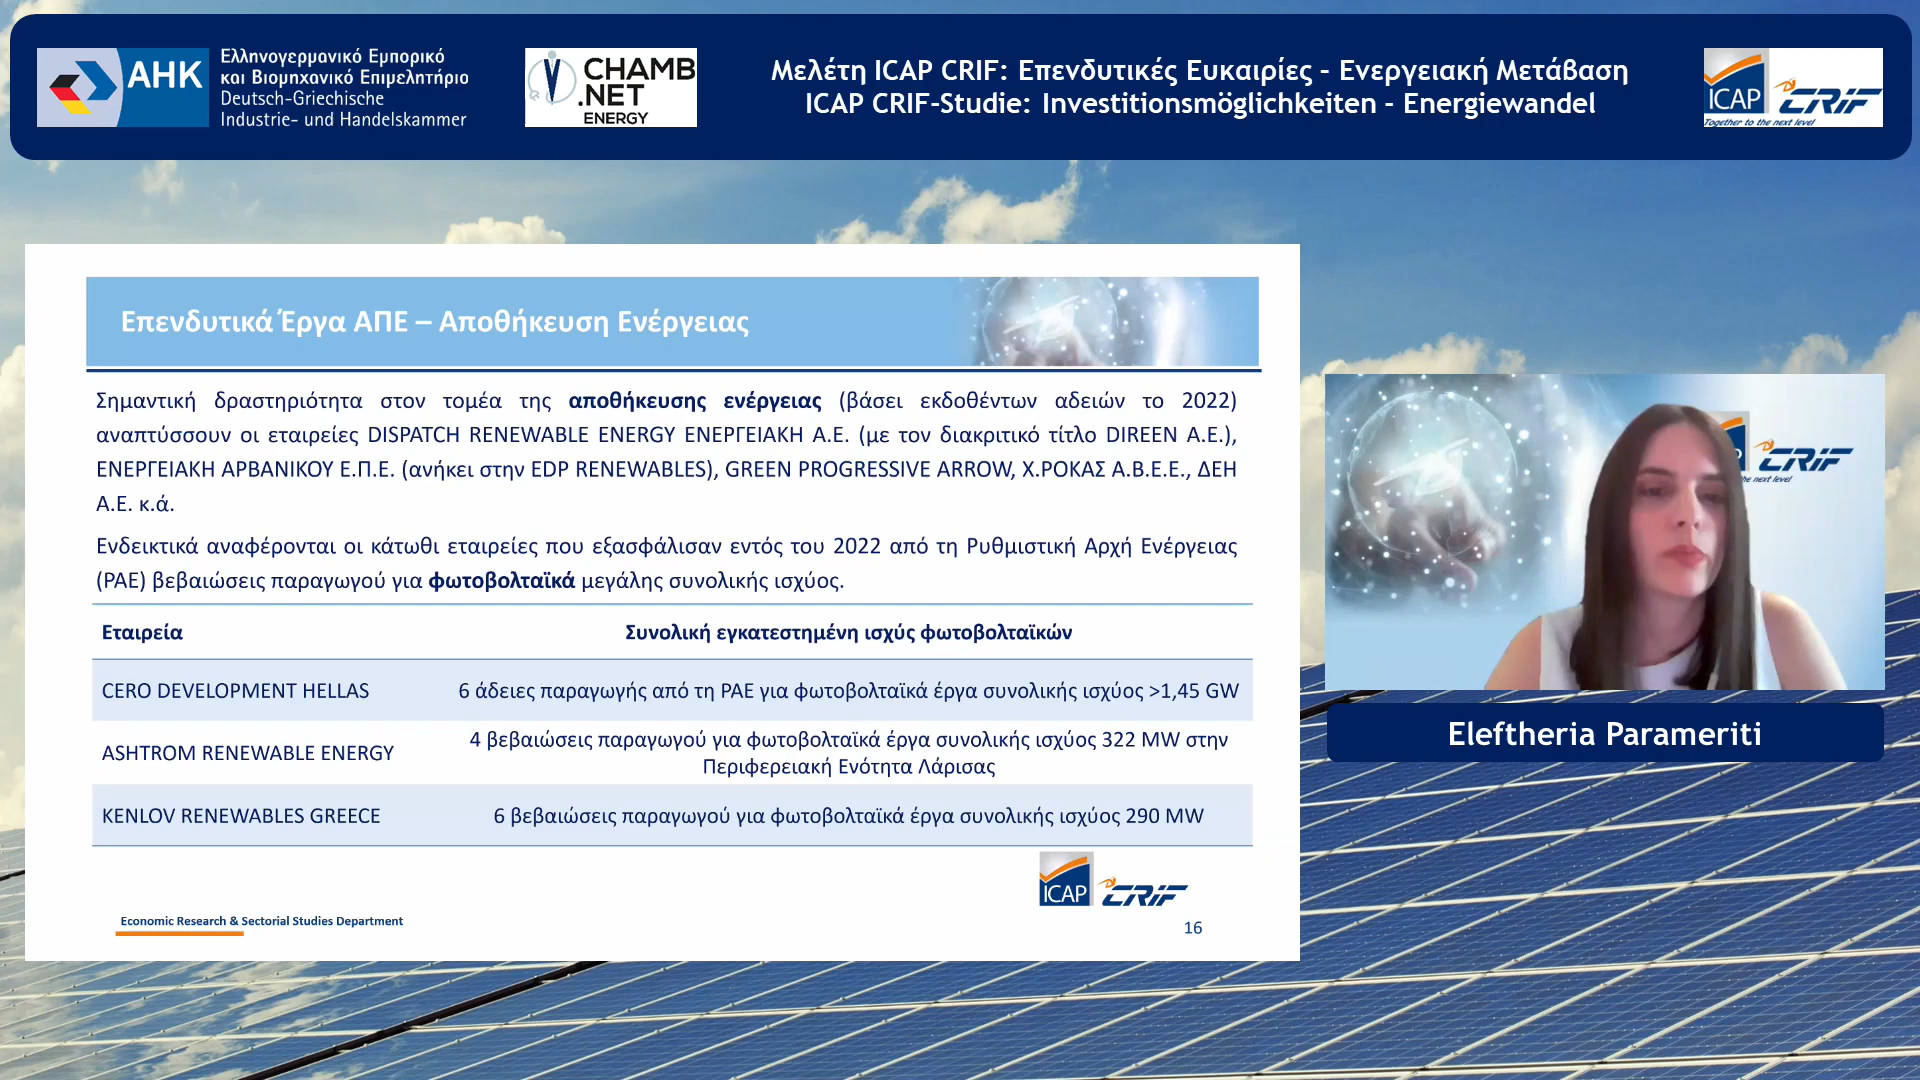 AHK
Ελληνογερμανικό Εμπορικό
και Βιομηχανικό Επιμελητήριο
Deutsch-Griechische
Industrie- und Handelskammer
CHAMB
.NET
ENERGY
Μελέτη ICAP CRIF: Επενδυτικές Ευκαιρίες – Ενεργειακή Μετάβαση
ICAP CRIF-Studie: Investitionsmöglichkeiten – Energiewandel
ICAP CRIF
Together to the next level
Επενδυτικά Έργα ΑΠΕ – Αποθήκευση Ενέργειας
Σημαντική δραστηριότητα στον τομέα της αποθήκευσης ενέργειας (βάσει εκδοθέντων αδειών το 2022)
αναπτύσσουν οι εταιρείες DISPATCH RENEWABLE ENERGY ΕΝΕΡΓΕΙΑΚΗ Α.Ε. (με τον διακριτικό τίτλο DIREEN A.E.),
ΕΝΕΡΓΕΙΑΚΗ ΑΡΒΑΝΙΚΟΥ Ε.Π.Ε. (ανήκει στην EDP RENEWABLES), GREEN PROGRESSIVE ARROW, Χ.ΡΟΚΑΣ Α.Β.Ε.Ε., ΔΕΗ
Α.Ε. κ.ά.
Ενδεικτικά αναφέρονται οι κάτωθι εταιρείες που εξασφάλισαν εντός του 2022 από τη Ρυθμιστική Αρχή Ενέργειας
(ΡΑΕ) βεβαιώσεις παραγωγού για φωτοβολταϊκά μεγάλης συνολικής ισχύος.
Εταιρεία Συνολική εγκατεστημένη ισχύς φωτοβολταϊκών
CERO DEVELOPMENT HELLAS 6 άδειες παραγωγής από τη ΡΑΕ για φωτοβολταϊκά έργα συνολικής ισχύος >1,45 GW
ASHTROM RENEWABLE ENERGY 4 βεβαιώσεις παραγωγού για φωτοβολταϊκά έργα συνολικής ισχύος 322 MW στην
Περιφερειακή Ενότητα Λάρισας
KENLOV RENEWABLES GREECE 6 βεβαιώσεις παραγωγού για φωτοβολταϊκά έργα συνολικής ισχύος 290 MW
ICAP CRIF
Economic Research & Sectorial Studies Department
16
P CRIF
he next level
Eleftheria Parameriti